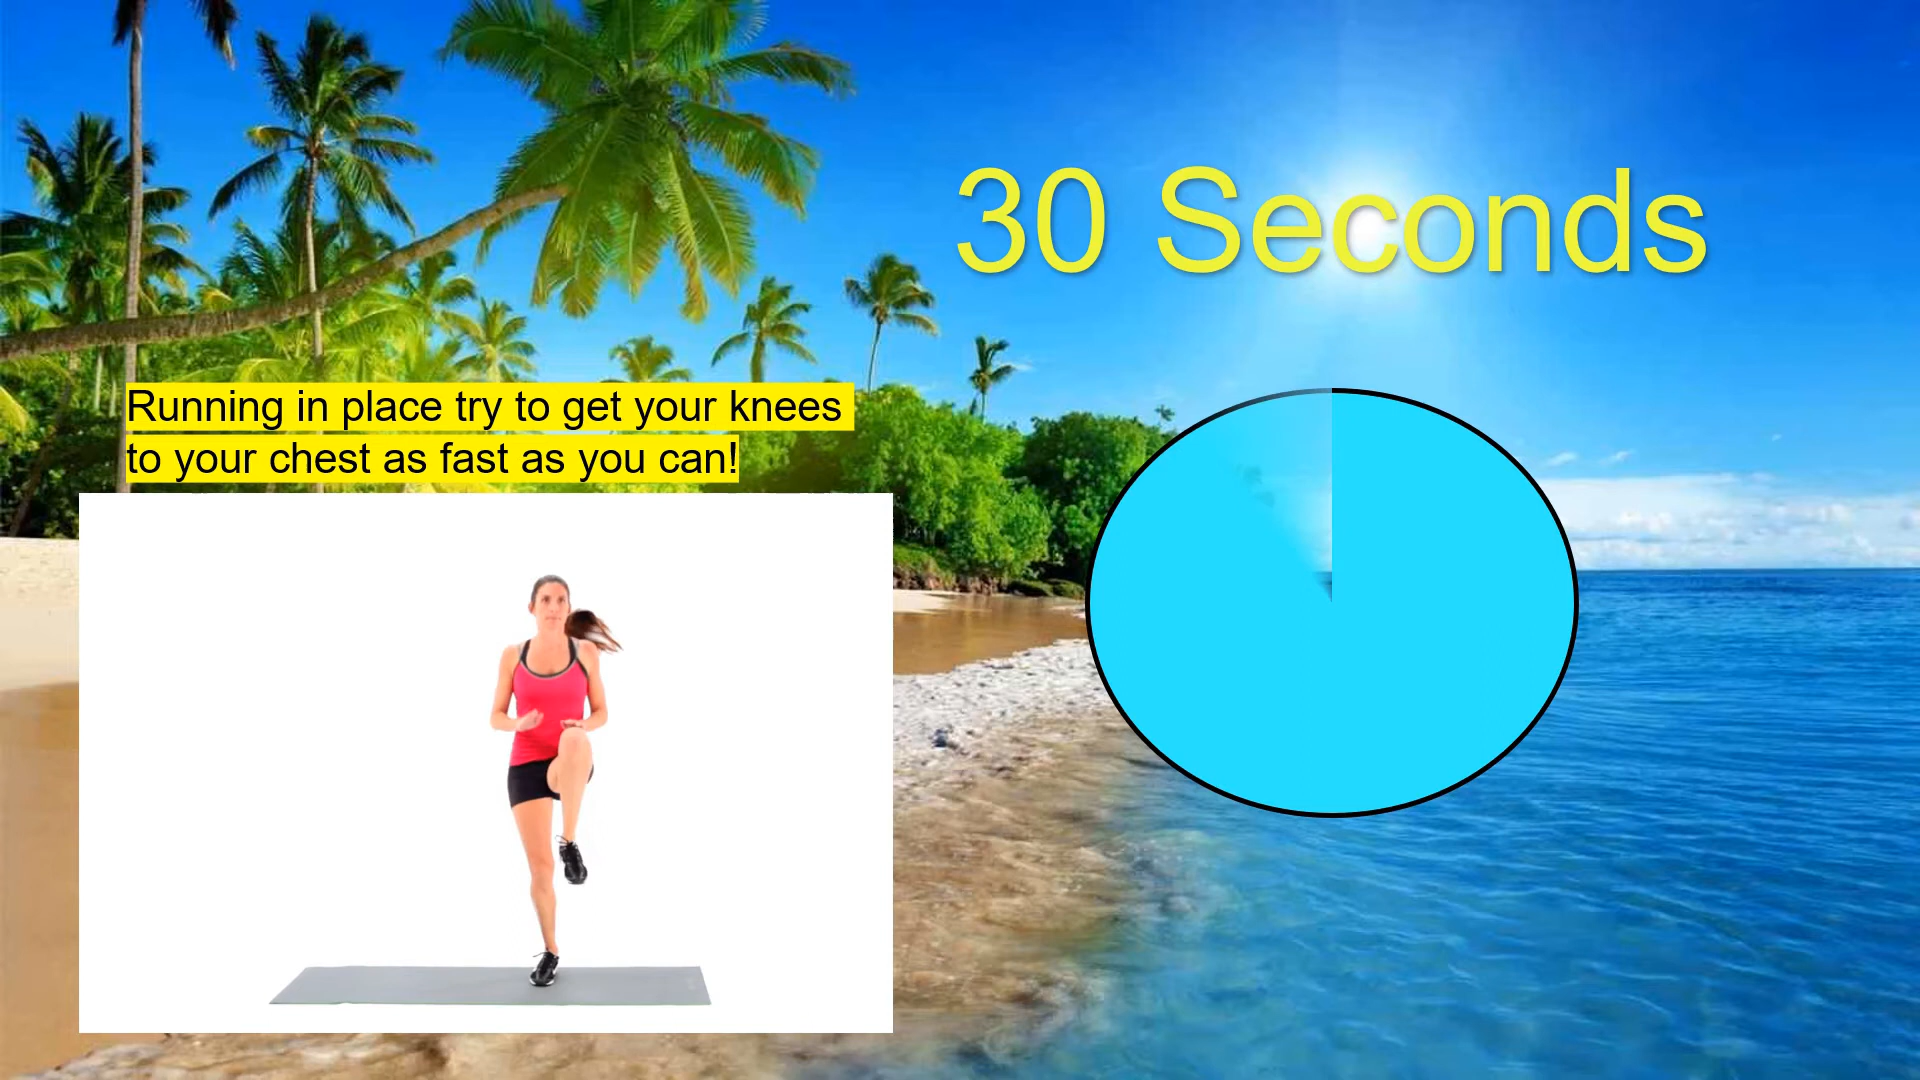 30 Seconds
Running in place try to get your knees
to your chest as fast as you can!